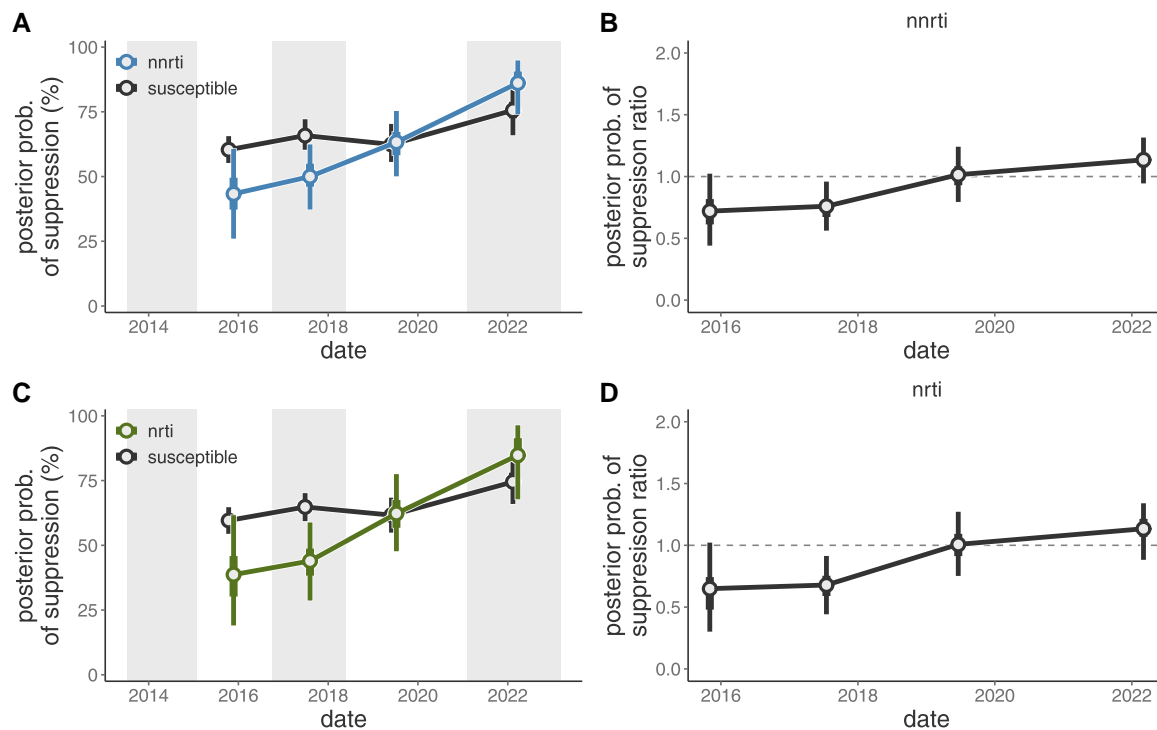 A
posterior prob.
of suppression (%)
100
75
50
25
0
nnrti
susceptible
2014
2016
2018
2020
2022
date
B
nnrti
posterior prob. of
suppresison ratio
2.0
1.5
1.0
0.5
0.0
2016
2018
2020
2022
date
C
posterior prob.
of suppression (%)
100
75
50
25
0
nrti
susceptible
2014
2016
2018
2020
2022
date
D
nrti
posterior prob. of
suppresison ratio
2.0
1.5
1.0
0.5
0.0
2016
2018
2020
2022
date